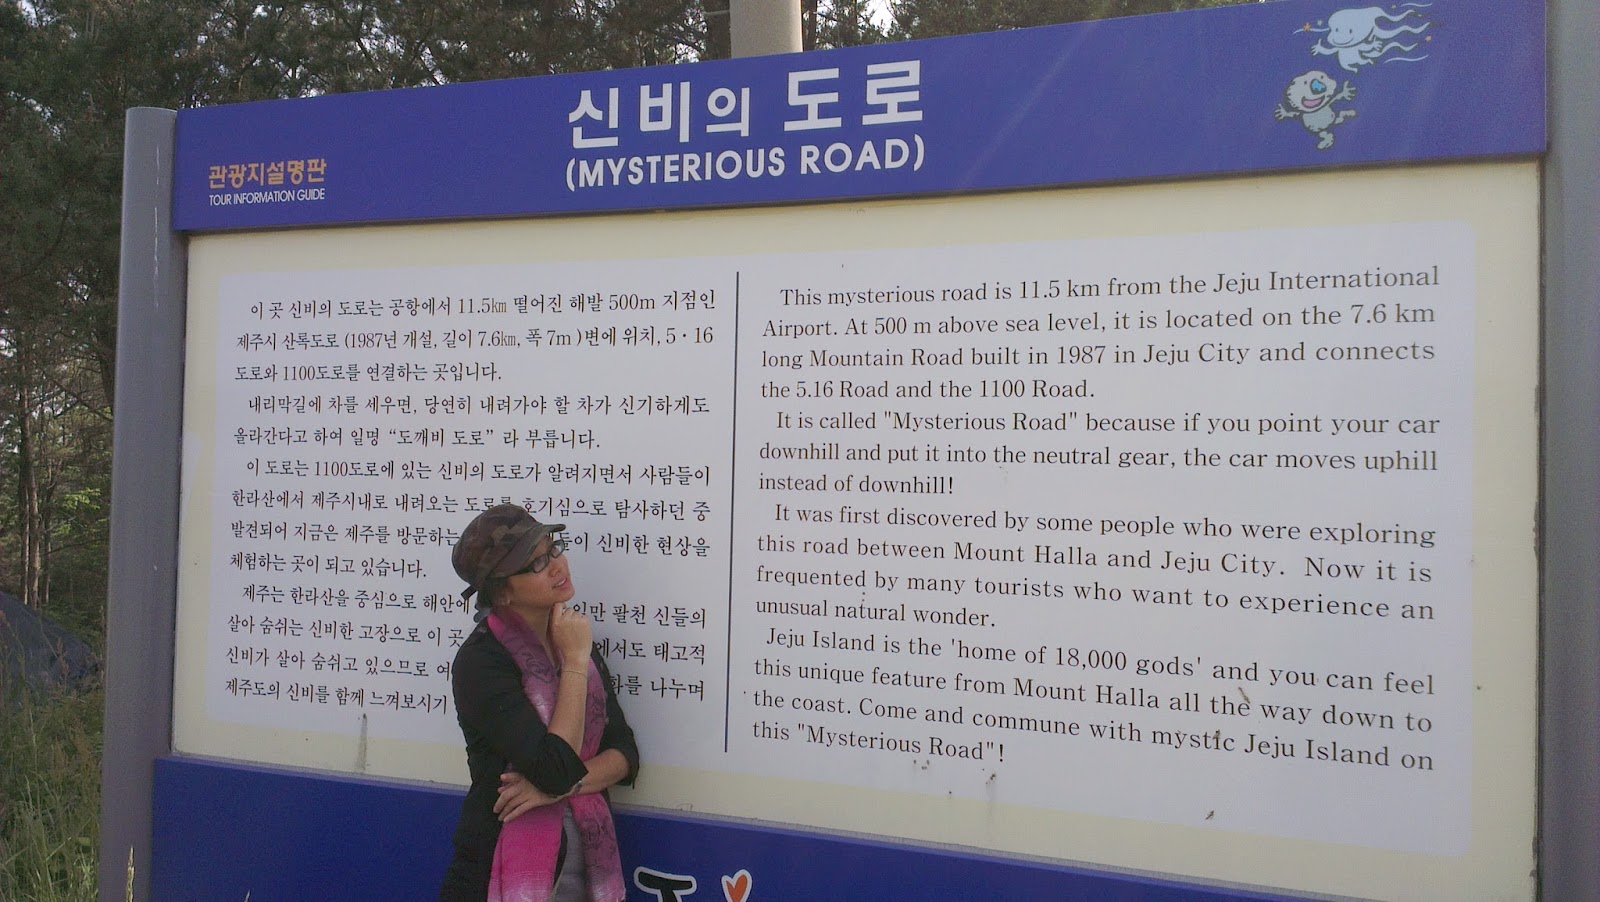 신비의 도로
(MYSTERIOUS ROAD)
관광지설명판
TOUR INFORMATION GUIDE
이 곳 신비의 도로는 공항에서 11.5㎞ 떨어진 해발 500m 지점인
제주시 산록도로 (1987년 개설, 길이 7.6㎞, 폭 7m )변에 위치, 5·16
도로와 1100도로를 연결하는 곳입니다.
내리막길에 차를 세우면, 당연히 내려가야 할 차가 신기하게도
올라간다고 하여 일명 “도깨비 도로” 라 부릅니다.
이 도로는 1100도로에 있는 신비의 도로가 알려지면서 사람들이
한라산에서 제주시내로 내려오는 도로를 호기심으로 탐사하던 중
발견되어 지금은 제주를 방문하는 들이 신비한 현상을
체험하는 곳이 되고 있습니다.
제주는 한라산을 중심으로 해안에 일만 팔천 신들의
살아 숨쉬는 신비한 고장으로 이 곳 에서도 태고적
신비가 살아 숨쉬고 있으므로 여 화를 나누며
제주도의 신비를 함께 느껴보시기
This mysterious road is 11.5 km from the Jeju International
Airport. At 500 m above sea level, it is located on the 7.6 km
long Mountain Road built in 1987 in Jeju City and connects
the 5.16 Road and the 1100 Road.
It is called "Mysterious Road" because if you point your car
downhill and put it into the neutral gear, the car moves uphill
instead of downhill!
It was first discovered by some people who were exploring
this road between Mount Halla and Jeju City. Now it is
frequented by many tourists who want to experience an
unusual natural wonder.
Jeju Island is the 'home of 18,000 gods' and you can feel
this unique feature from Mount Halla all the way down to
the coast. Come and commune with mystic Jeju Island on
this "Mysterious Road"!